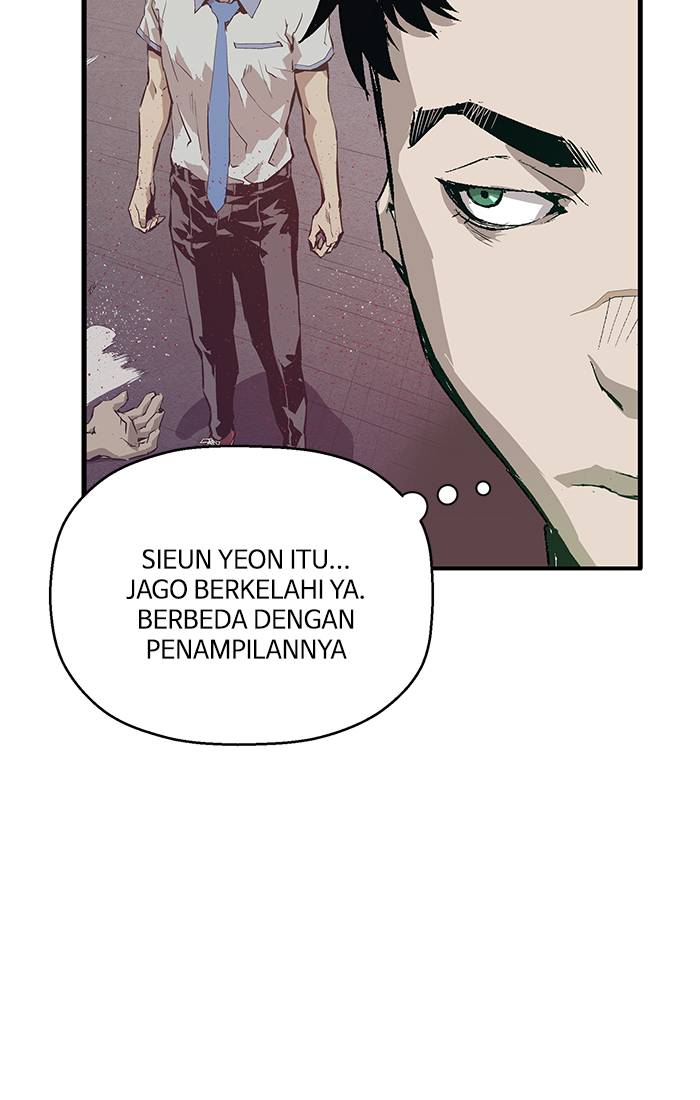 SIEUN YEON ITU...
JAGO BERKELAHI YA.
BERBEDA DENGAN
PENAMPILANNYA